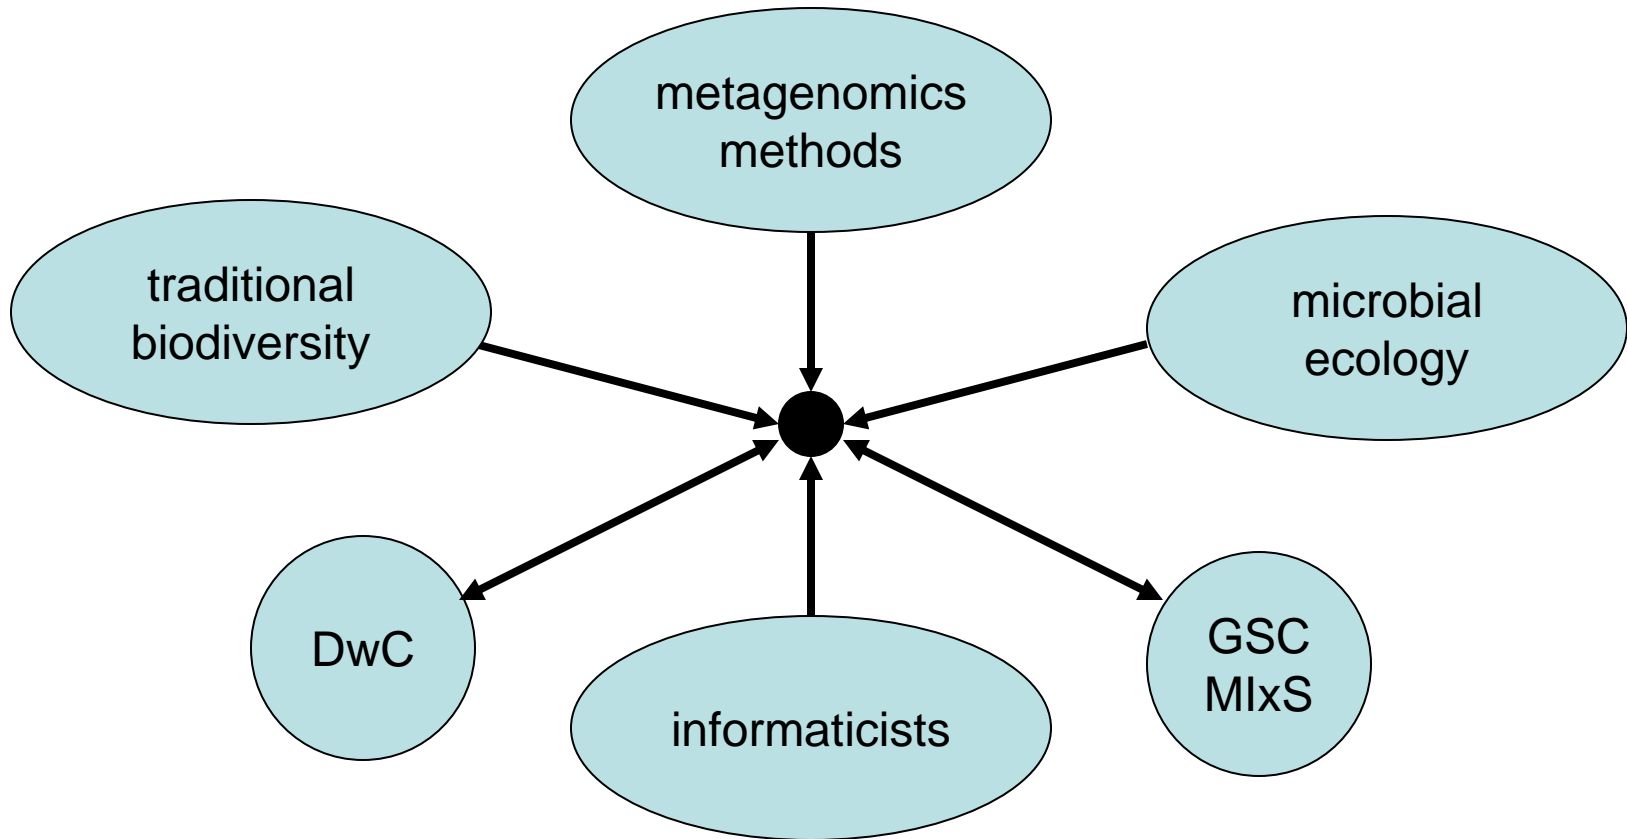 metagenomics
methods
traditional
biodiversity
microbial
ecology
DwC
informaticists
GSC
MIxS